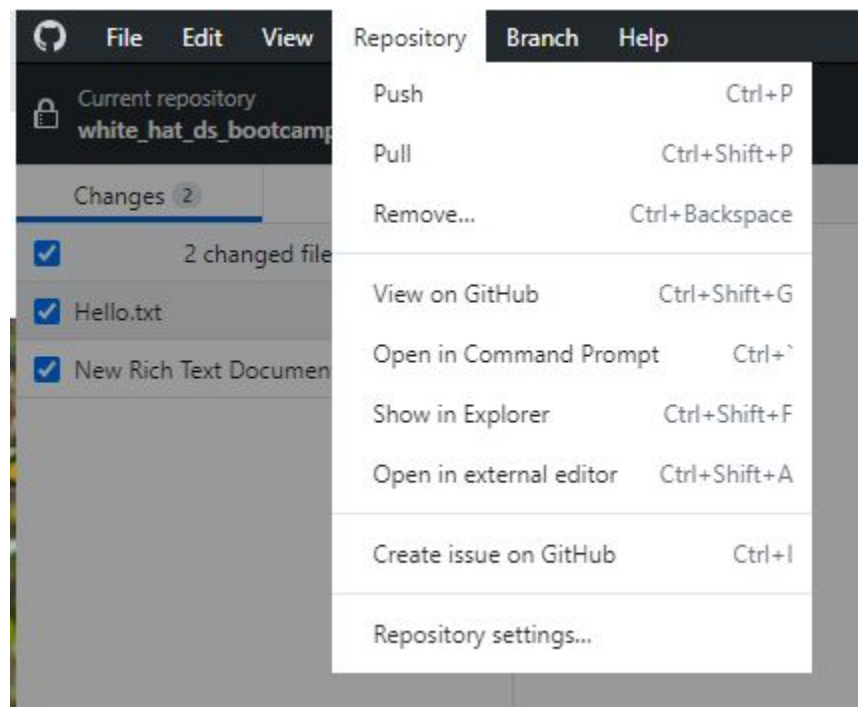 File Edit View Repository Branch Help
Current repository
white_hat_ds_bootcamp
Changes 2
2 changed file
Hello.txt
New Rich Text Documen
Push Ctrl+P
Pull Ctrl+Shift+P
Remove... Ctrl+Backspace
View on GitHub Ctrl+Shift+G
Open in Command Prompt Ctrl+`
Show in Explorer Ctrl+Shift+F
Open in external editor Ctrl+Shift+A
Create issue on GitHub Ctrl+I
Repository settings...